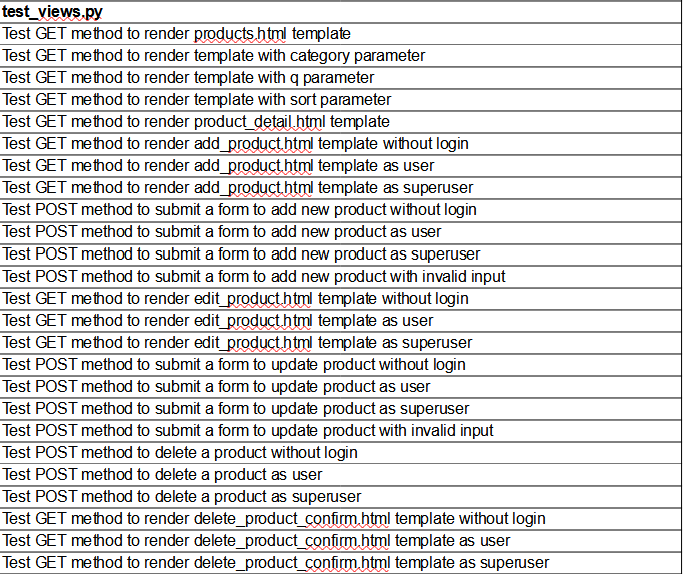 test_views.py
Test GET method to render products.html template
Test GET method to render template with category parameter
Test GET method to render template with q parameter
Test GET method to render template with sort parameter
Test GET method to render product_detail.html template
Test GET method to render add_product.html template without login
Test GET method to render add_product.html template as user
Test GET method to render add_product.html template as superuser
Test POST method to submit a form to add new product without login
Test POST method to submit a form to add new product as user
Test POST method to submit a form to add new product as superuser
Test POST method to submit a form to add new product with invalid input
Test GET method to render edit_product.html template without login
Test GET method to render edit_product.html template as user
Test GET method to render edit_product.html template as superuser
Test POST method to submit a form to update product without login
Test POST method to submit a form to update product as user
Test POST method to submit a form to update product as superuser
Test POST method to submit a form to update product with invalid input
Test POST method to delete a product without login
Test POST method to delete a product as user
Test POST method to delete a product as superuser
Test GET method to render delete_product_confirm.html template without login
Test GET method to render delete_product_confirm.html template as user
Test GET method to render delete_product_confirm.html template as superuser